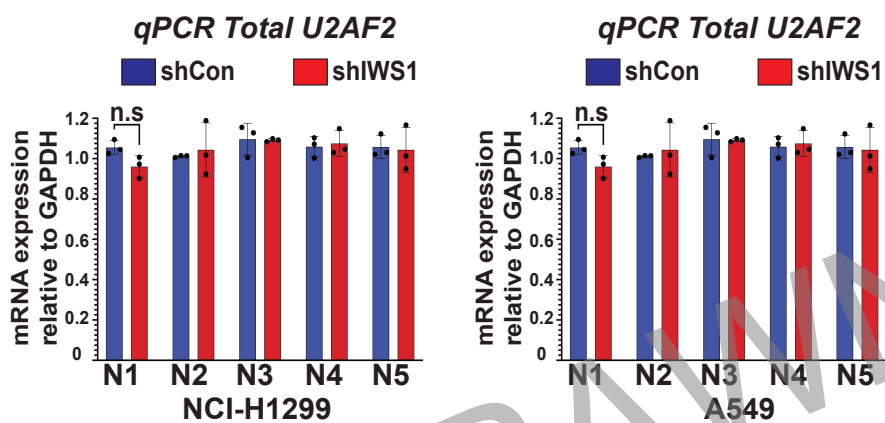 qPCR Total U2AF2
shCon shIWS1
n.s
mRNA expression
relative to GAPDH
1.2
1.0
0.8
0.6
0.4
0.2
0
N1 N2 N3 N4 N5
NCI-H1299
qPCR Total U2AF2
shCon shIWS1
n.s
mRNA expression
relative to GAPDH
1.2
1.0
0.8
0.6
0.4
0.2
0
N1 N2 N3 N4 N5
A549